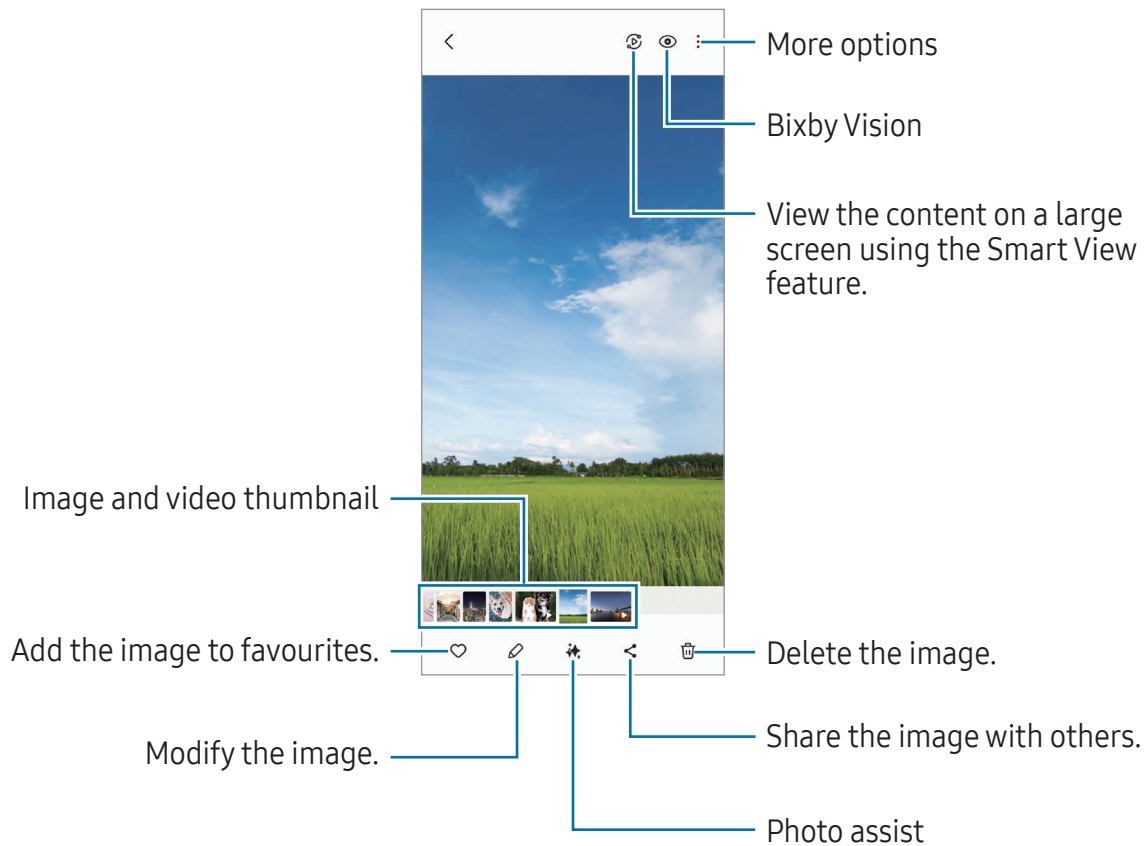 More options
Bixby Vision
View the content on a large
screen using the Smart View
feature.
Image and video thumbnail
Add the image to favourites.
Delete the image.
Modify the image.
Share the image with others.
Photo assist